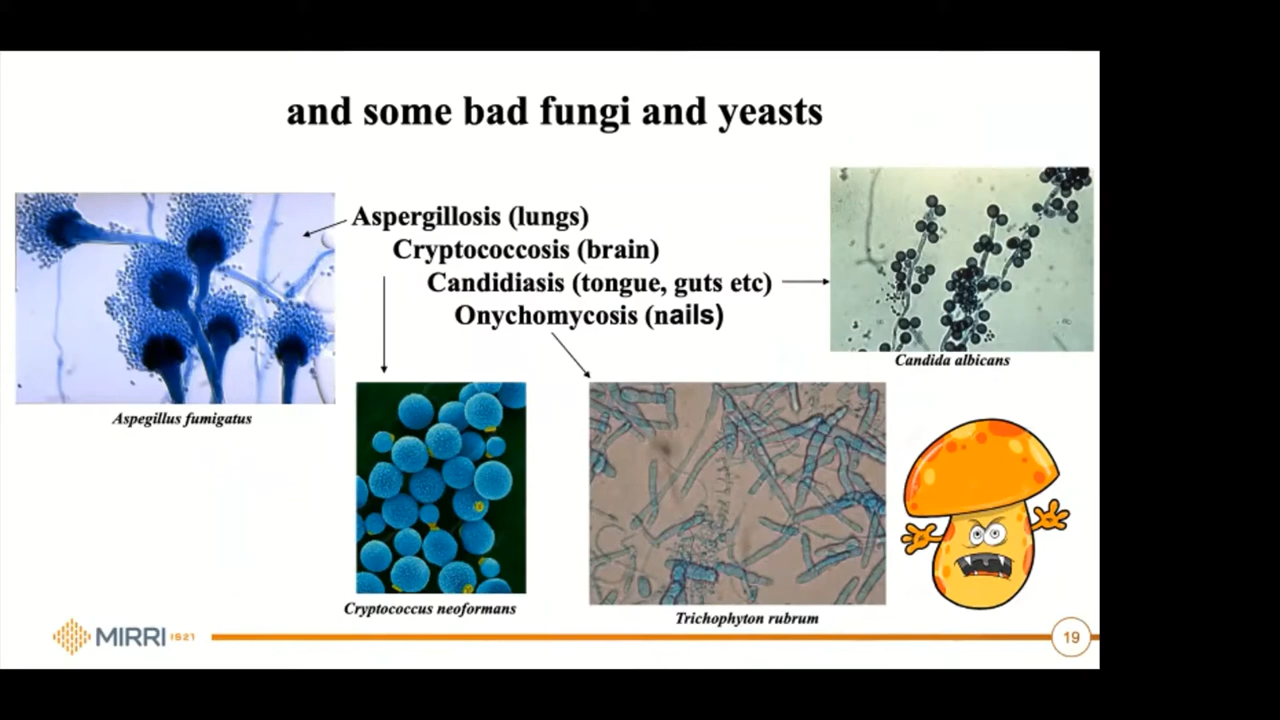 and some bad fungi and yeasts
Aspergillosis (lungs)
Cryptococcosis (brain)
Candidiasis (tongue, guts etc)
Onychomycosis (nails)
Candida albicans
Aspegillus fumigatus
Cryptococcus neoformans
Trichophyton rubrum
MIRRI IS21
19